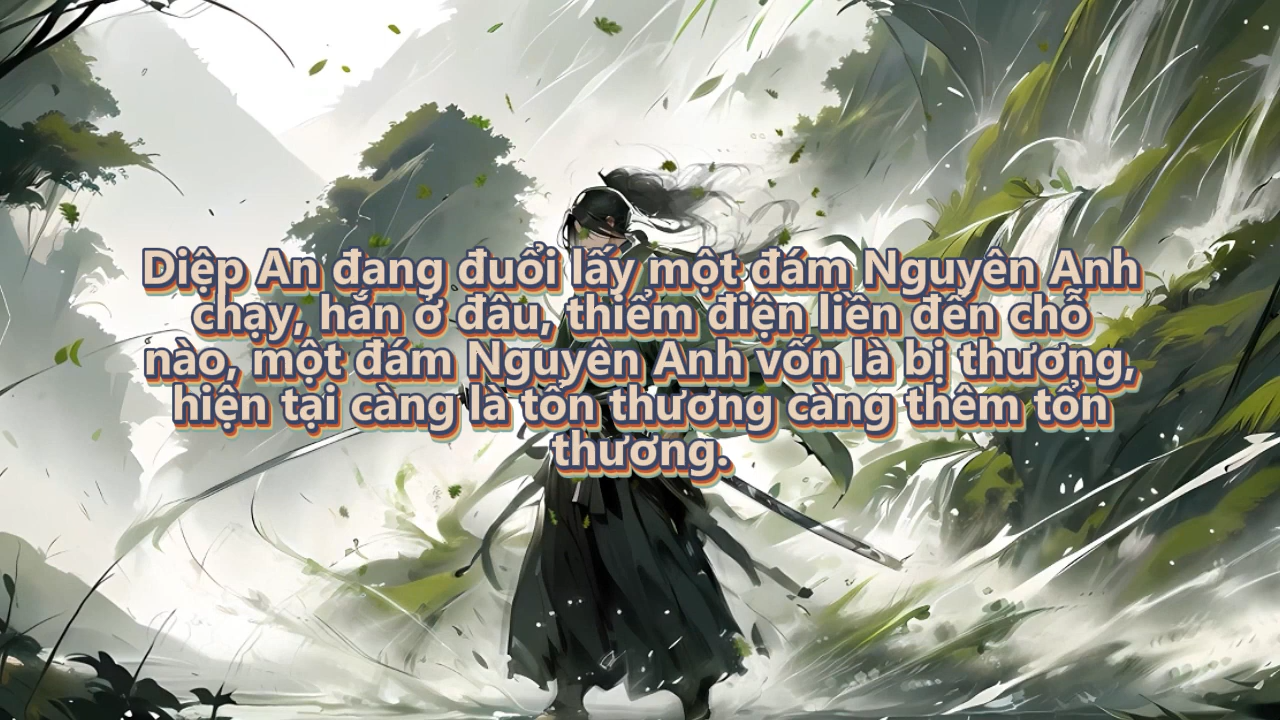 Diệp An đang đuổi lấy một đám Nguyên Anh
chạy, hắn ở đâu, thiểm điện liền đến chỗ
nào, một đám Nguyên Anh vốn là bị thương,
hiện tại càng là tổn thương càng thêm tổn
thương.